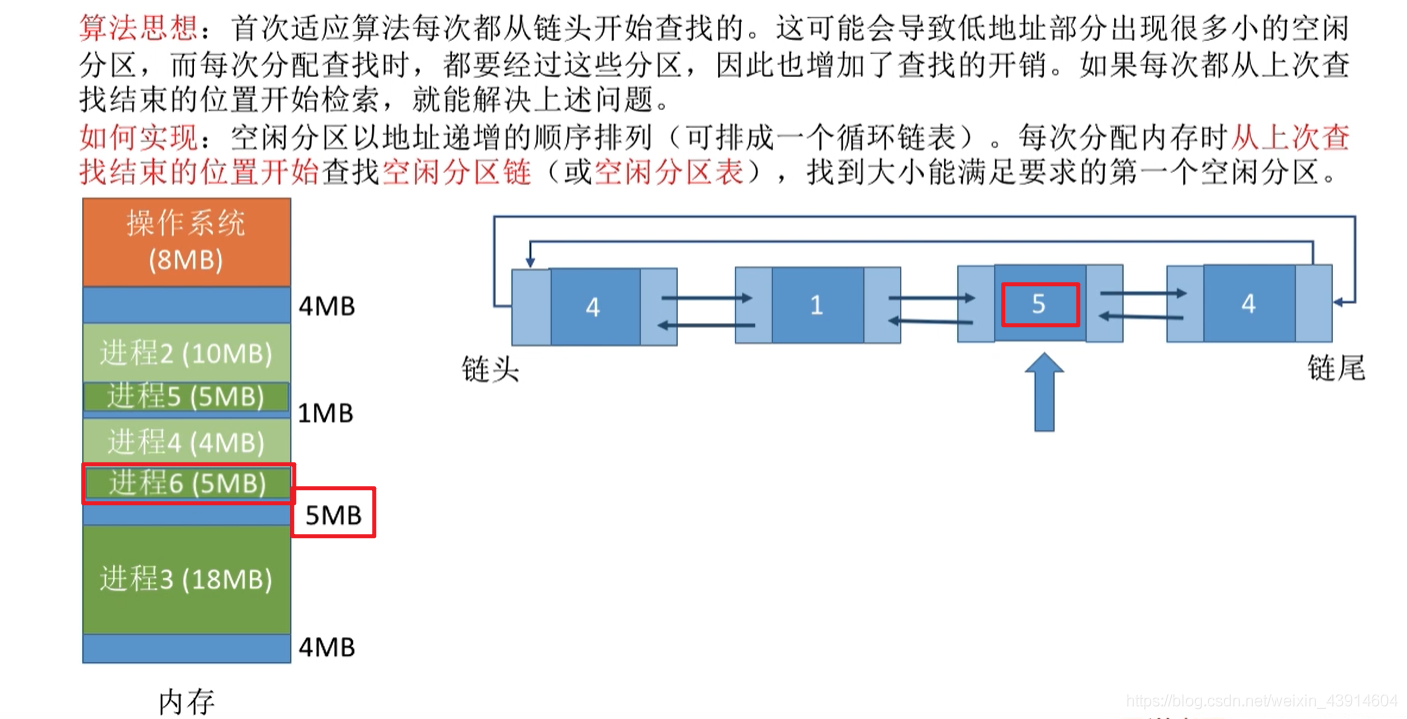 算法思想：首次适应算法每次都从链头开始查找的。这可能会导致低地址部分出现很多小的空闲
分区，而每次分配查找时，都要经过这些分区，因此也增加了查找的开销。如果每次都从上次查
找结束的位置开始检索，就能解决上述问题。
如何实现：空闲分区以地址递增的顺序排列（可排成一个循环链表）。每次分配内存时从上次查
找结束的位置开始查找空闲分区链（或空闲分区表），找到大小能满足要求的第一个空闲分区。
操作系统
(8MB)
4MB
进程2 (10MB)
进程5 (5MB)
1MB
进程4 (4MB)
进程6 (5MB)
5MB
进程3 (18MB)
4MB
内存
4
1
5
4
链头
链尾
https://blog.csdn.net/weixin_43914604